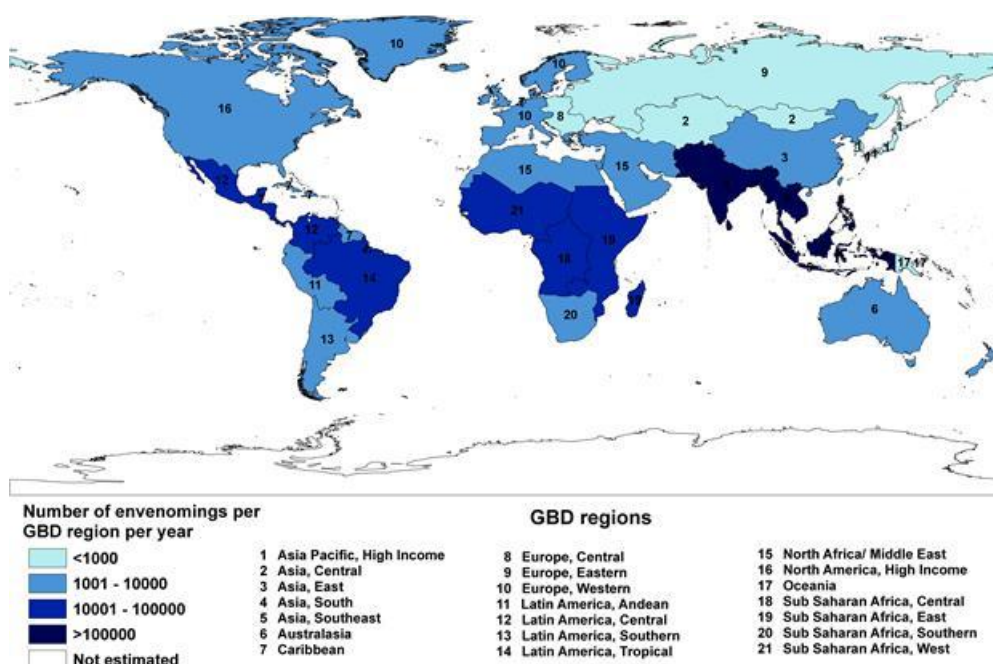 10
16
10
10
9
8
2
2
3
15
15
12
7
21
19
18
12
7
14
11
13
20
17 17
6
Number of envenomings per
GBD region per year
<1000
1001 - 10000
10001 - 100000
>100000
Not estimated
GBD regions
1 Asia Pacific, High Income
2 Asia, Central
3 Asia, East
4 Asia, South
5 Asia, Southeast
6 Australasia
7 Caribbean
8 Europe, Central
9 Europe, Eastern
10 Europe, Western
11 Latin America, Andean
12 Latin America, Central
13 Latin America, Southern
14 Latin America, Tropical
15 North Africa/ Middle East
16 North America, High Income
17 Oceania
18 Sub Saharan Africa, Central
19 Sub Saharan Africa, East
20 Sub Saharan Africa, Southern
21 Sub Saharan Africa, West